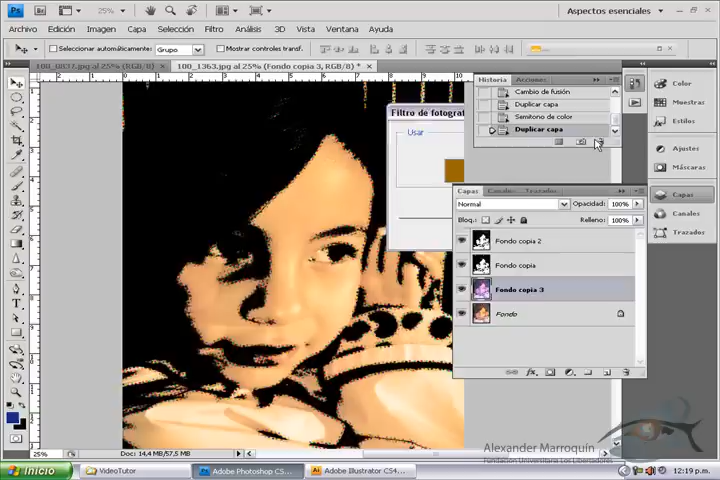 Ps
Br
25%
Aspectos esenciales
Archivo Edición Imagen Capa Selección Filtro Análisis 3D Vista Ventana Ayuda
Seleccionar automáticamente: Grupo Mostrar controles transf.
100_0837.jpg al 25% (RGB/8)
100_1363.jpg al 25% (Fondo copia 3, RGB/8) *
Historia Acciones
Cambio de fusión
Duplicar capa
Semitono de color
Duplicar capa
Filtro de fotograf
Usar
Color
Muestras
Estilos
Ajustes
Máscaras
Capas
Canales
Trazados
Capas Canales Trazados
Normal Opacidad: 100%
Bloq.: Relleno: 100%
Fondo copia 2
Fondo copia
Fondo copia 3
Fondo
25% Doc: 14,4 MB/57,5 MB
Alexander Marroquín
Fundación Universitaria Los Libertadores
Inicio VideoTutor Adobe Photoshop CS... Adobe Illustrator CS4... 12:19 p.m.